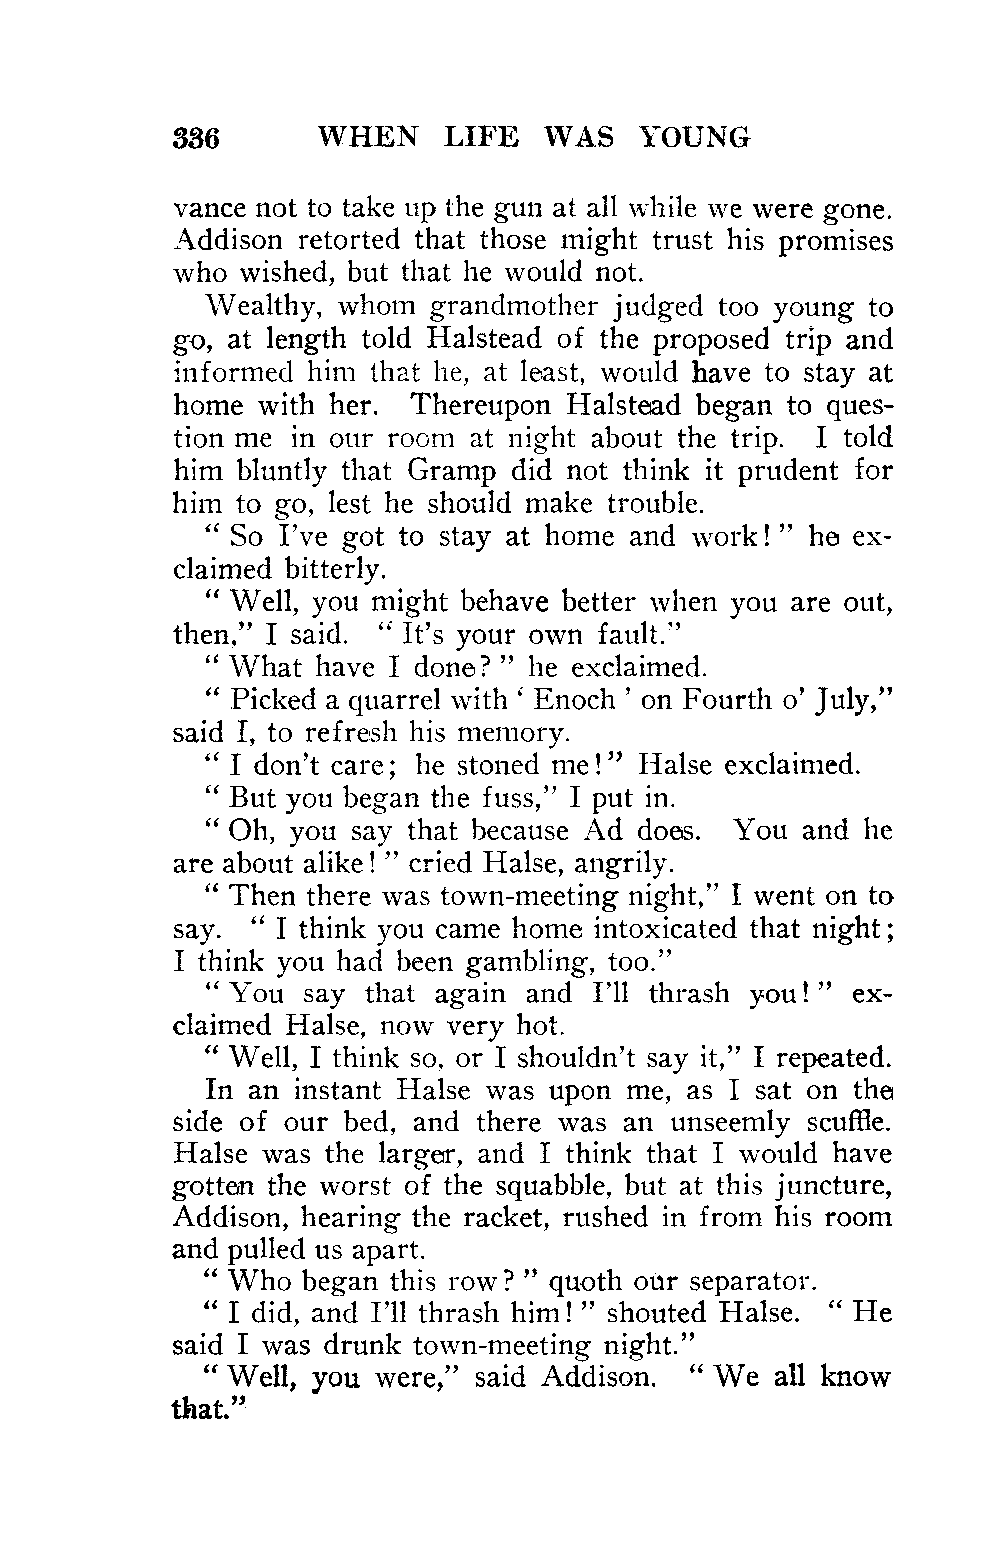 336 WHEN LIFE WAS YOUNG
vance not to take up the gun at all while we were gone.
Addison retorted that those might trust his promises
who wished, but that he would not.
Wealthy, whom grandmother judged too young to
go, at length told Halstead of the proposed trip and
informed him that he, at least, would have to stay at
home with her. Thereupon Halstead began to ques-
tion me in our room at night about the trip. I told
him bluntly that Gramp did not think it prudent for
him to go, lest he should make trouble.
“ So I’ve got to stay at home and work! ” he ex-
claimed bitterly.
“ Well, you might behave better when you are out,
then,” I said. “ It’s your own fault.”
“ What have I done? ” he exclaimed.
“ Picked a quarrel with ‘ Enoch ’ on Fourth o’ July,”
said I, to refresh his memory.
“ I don’t care; he stoned me! ” Halse exclaimed.
“ But you began the fuss,” I put in.
“ Oh, you say that because Ad does. You and he
are about alike! ” cried Halse, angrily.
“ Then there was town-meeting night,” I went on to
say. “ I think you came home intoxicated that night;
I think you had been gambling, too.”
“ You say that again and I’ll thrash you! ” ex-
claimed Halse, now very hot.
“ Well, I think so, or I shouldn’t say it,” I repeated.
In an instant Halse was upon me, as I sat on the
side of our bed, and there was an unseemly scuffle.
Halse was the larger, and I think that I would have
gotten the worst of the squabble, but at this juncture,
Addison, hearing the racket, rushed in from his room
and pulled us apart.
“ Who began this row? ” quoth our separator.
“ I did, and I’ll thrash him! ” shouted Halse. “ He
said I was drunk town-meeting night.”
“ Well, you were,” said Addison. “ We all know
that.”